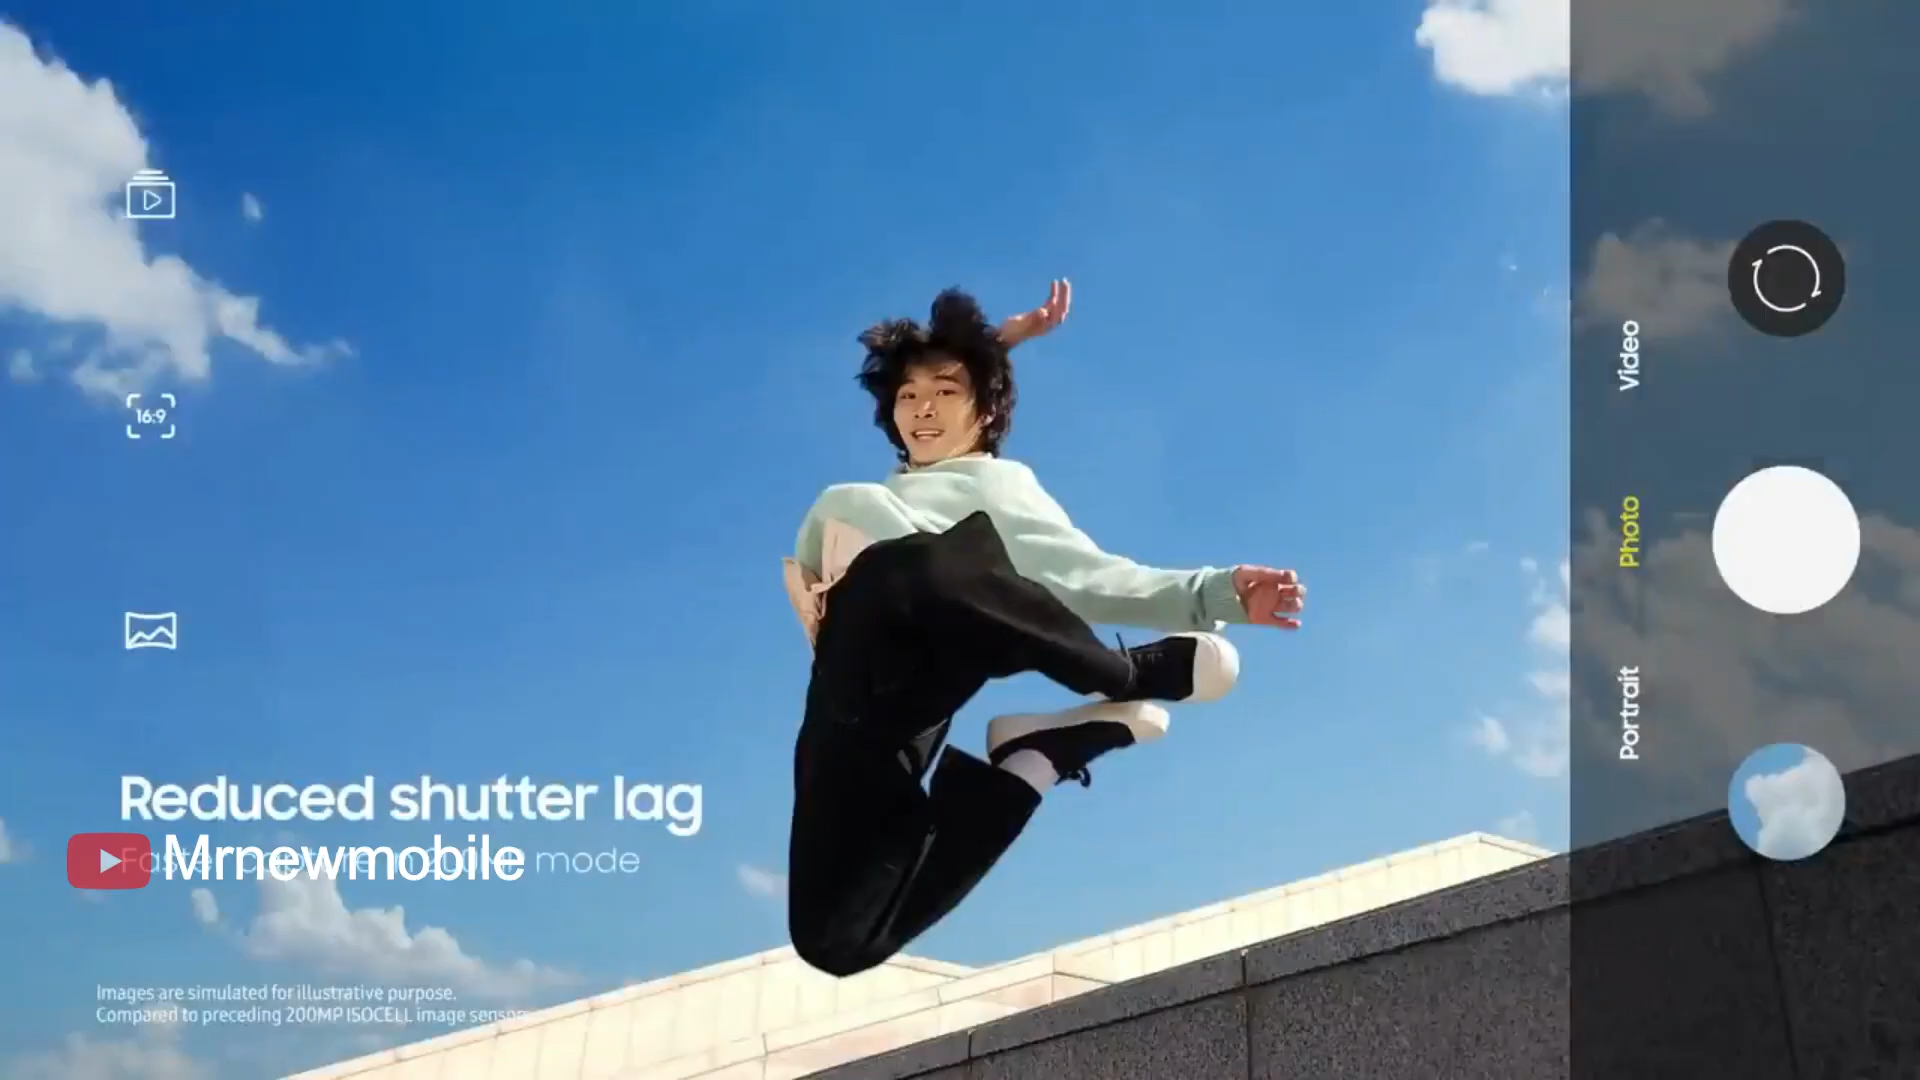 16:9
Video
Photo
Portrait
Reduced shutter lag
Mrnewmobile
mode
Images are simulated for illustrative purpose.
Compared to preceding 200MP ISOCELL image sensor.